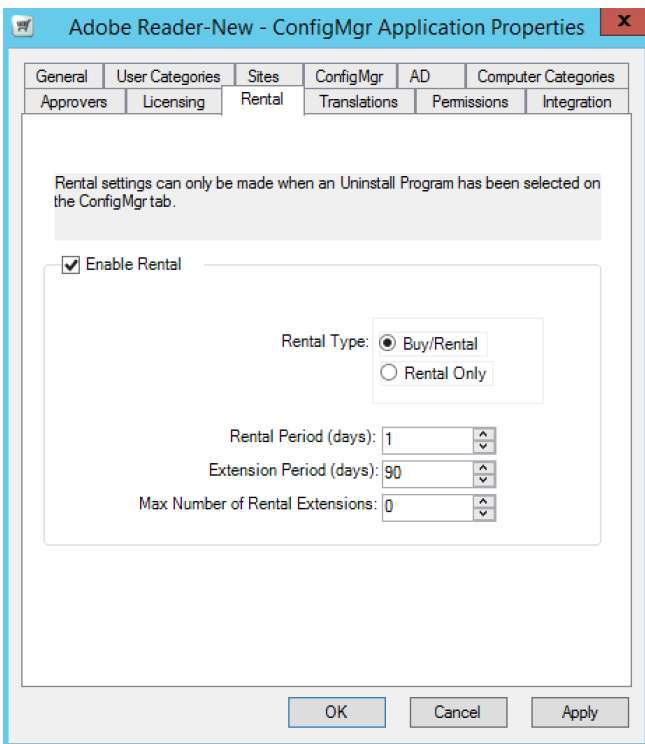 Adobe Reader-New - ConfigMgr Application Properties
x
General User Categories Sites ConfigMgr AD Computer Categories
Approvers Licensing Rental Translations Permissions Integration
Rental settings can only be made when an Uninstall Program has been selected on
the ConfigMgr tab.
Enable Rental
Rental Type: Buy/Rental
Rental Only
Rental Period (days): 1
Extension Period (days): 90
Max Number of Rental Extensions: 0
OK Cancel Apply